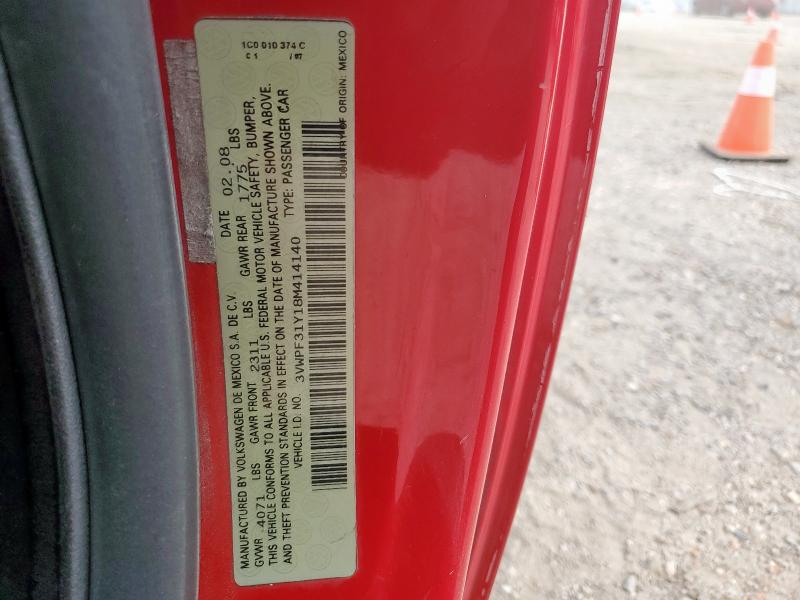 1C0 010 374 C
C 1 / 07
MANUFACTURED BY VOLKSWAGEN DE MEXICO S.A. DE C.V. DATE 02.08
GVWR 4071 LBS GAWR FRONT 2311 LBS GAWR REAR 1775 LBS
THIS VEHICLE CONFORMS TO ALL APPLICABLE U.S. FEDERAL MOTOR VEHICLE SAFETY, BUMPER,
AND THEFT PREVENTION STANDARDS IN EFFECT ON THE DATE OF MANUFACTURE SHOWN ABOVE.
VEHICLE I.D. NO. 3VWPF31Y18M414140 TYPE: PASSENGER CAR
COUNTRY OF ORIGIN: MEXICO